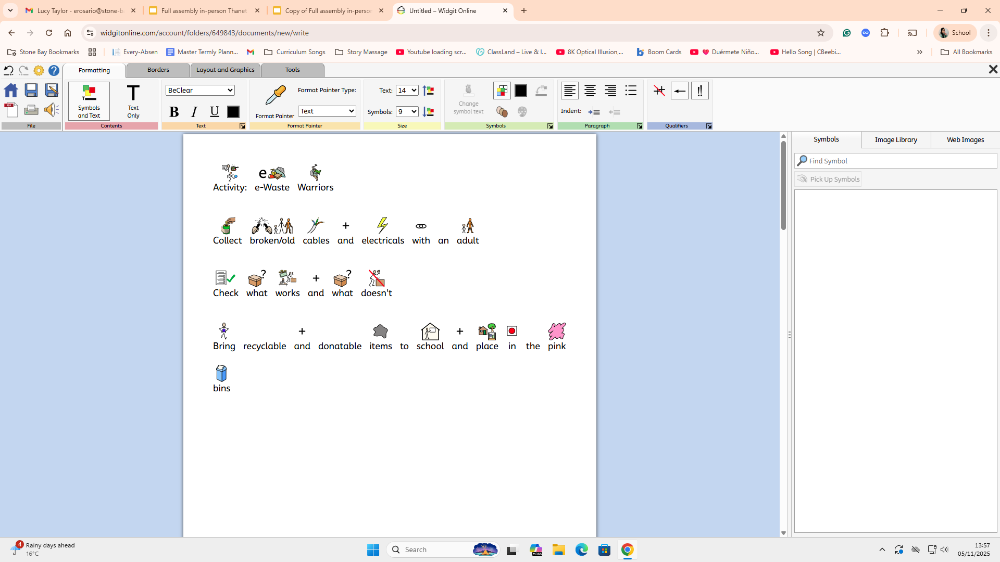 Lucy Taylor - erosario@stone-b
Full assembly in-person Thanet
Copy of Full assembly in-person
Untitled – Widgit Online
widgitonline.com/account/folders/649843/documents/new/write
School
Stone Bay Bookmarks
Every-Absen
Master Termly Plann...
Curriculum Songs
Story Massage
Youtube loading scr...
ClassLand – Live & I...
8K Optical Illusion,...
Boom Cards
Duérmete Niño...
Hello Song | CBeebi...
All Bookmarks
Formatting
Borders
Layout and Graphics
Tools
Symbols and Text
Text Only
BeClear
B I U
Format Painter
Format Painter Type:
Text
Text: 14
Symbols: 9
Change symbol text
Indent:
PDF
File
Contents
Text
Format Painter
Size
Symbols
Paragraph
Qualifiers
Symbols
Image Library
Web Images
Find Symbol
Pick Up Symbols
e
Activity: e-Waste Warriors
Collect broken/old cables and electricals with an adult
Check what works and what doesn't
Bring recyclable and donatable items to school and place in the pink
bins
4
Rainy days ahead
16°C
Search
M365
13:57
05/11/2025